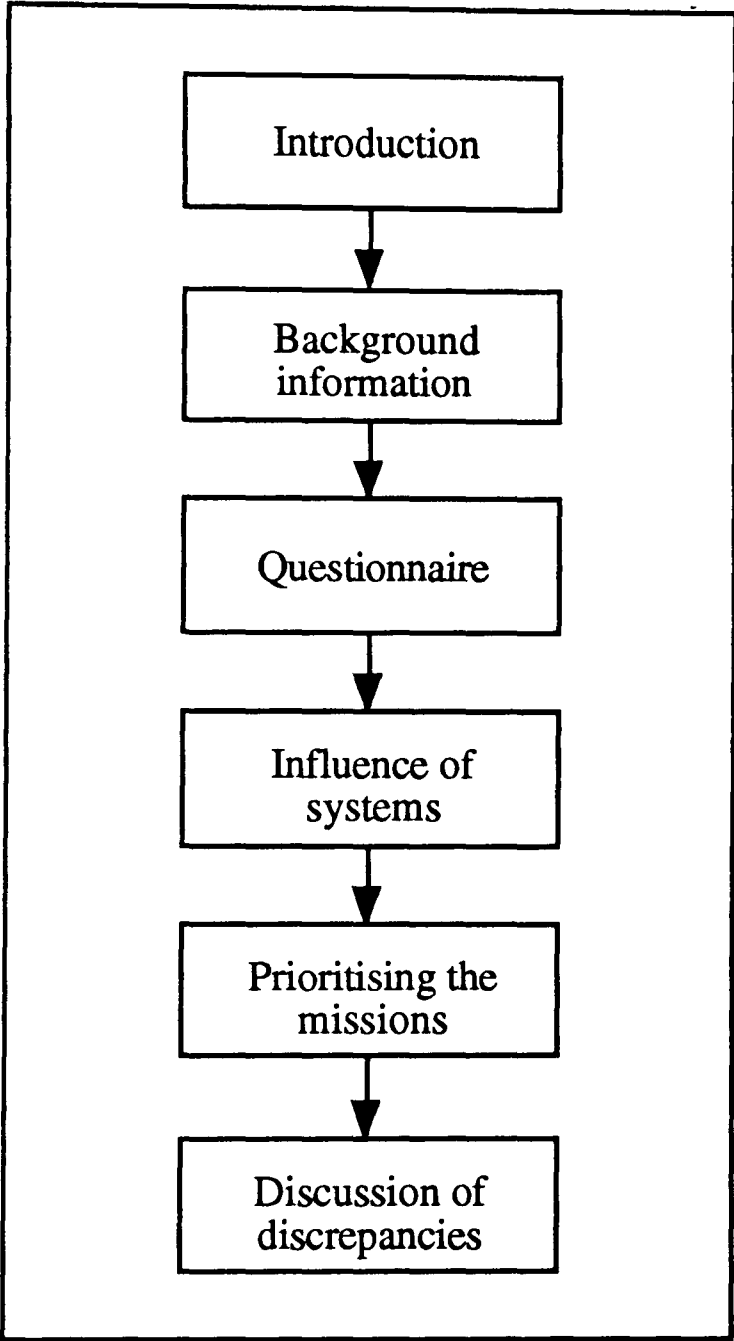 Introduction
Background
information
Questionnaire
Influence of
systems
Prioritising the
missions
Discussion of
discrepancies